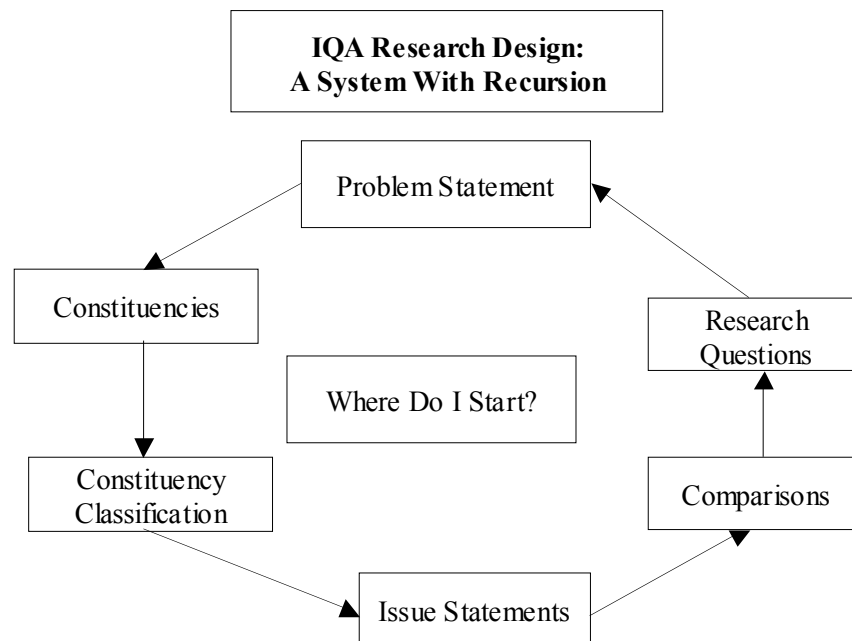 IQA Research Design:
A System With Recursion
Problem Statement
Constituencies
Research
Questions
Where Do I Start?
Constituency
Classification
Comparisons
Issue Statements